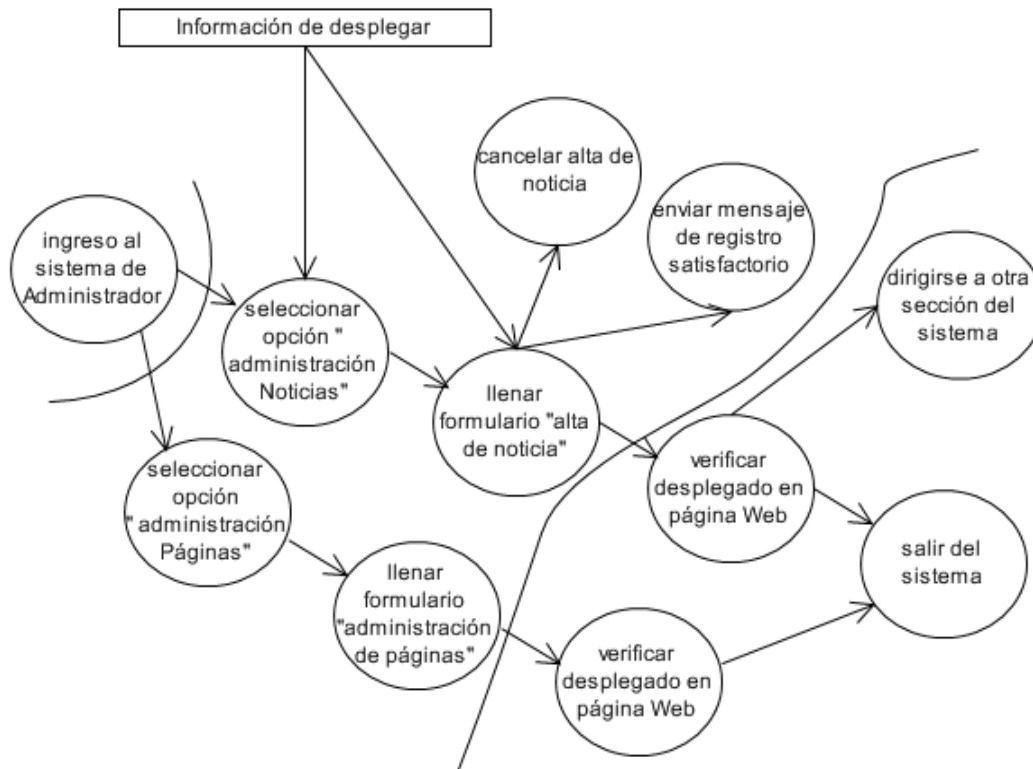 Información de desplegar
cancelar alta de
noticia
enviar mensaje
de registro
satisfactorio
ingreso al
sistema de
Administrador
dirigirse a otra
sección del
sistema
seleccionar
opción "
administración
Noticias"
llenar
formulario "alta
de noticia"
seleccionar
opción
" administración
Páginas"
verificar
desplegado en
página Web
salir del
sistema
llenar
formulario
"administración
de páginas"
verificar
desplegado en
página Web